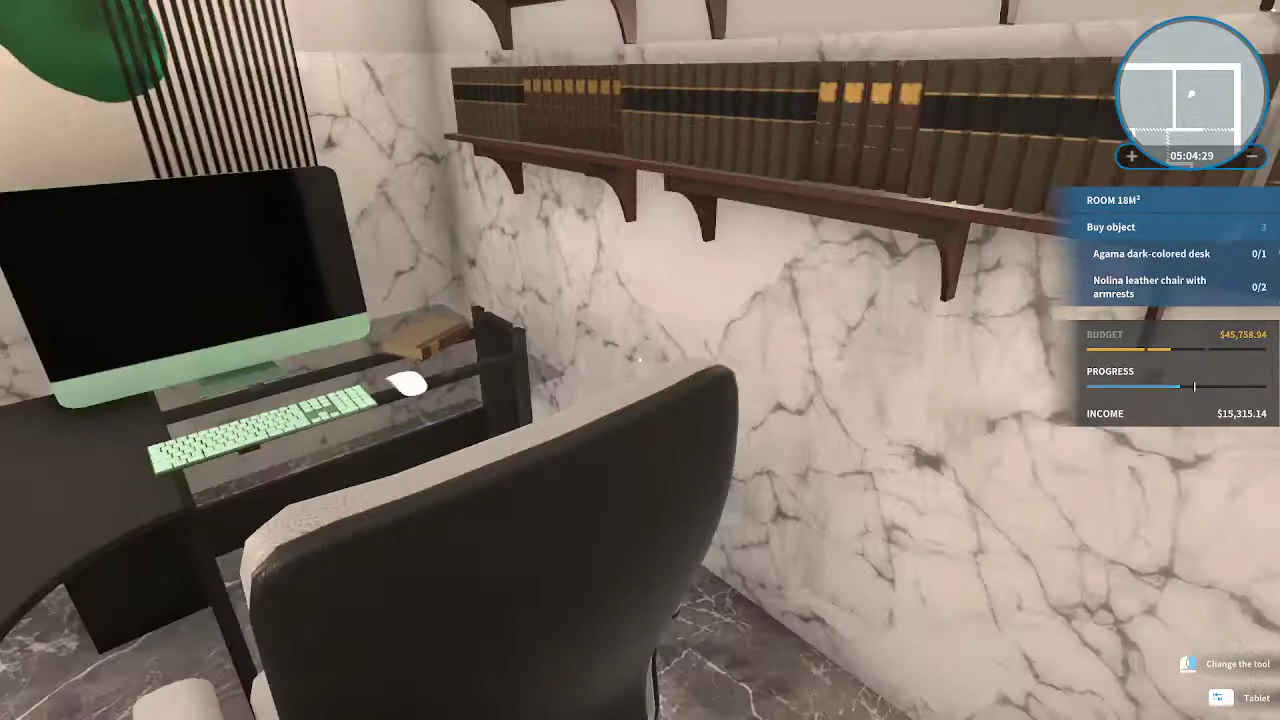 05:04:29
ROOM 18M²
Buy object 3
Agama dark-colored desk 0/1
Nolina leather chair with
armrests 0/2
BUDGET $45,758.94
PROGRESS
INCOME $15,315.14
Change the tool
Tablet